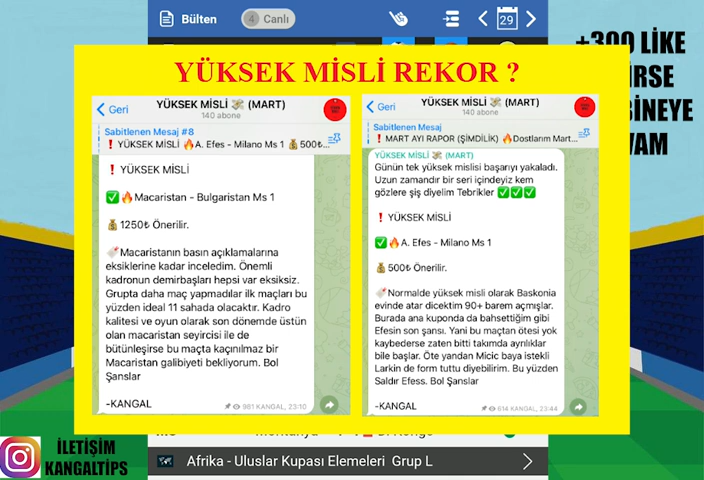 Bülten
4 Canlı
29
+300 LİKE
YÜKSEK MİSLİ REKOR ?
Geri
YÜKSEK MİSLİ 💸 (MART)
140 abone
Sabitlenen Mesaj #8
❗ YÜKSEK MİSLİ 🔥A. Efes - Milano Ms 1 💰500₺...
❗ YÜKSEK MİSLİ
✅🔥Macaristan - Bulgaristan Ms 1
💰 1250₺ Önerilir.
Macaristanın basın açıklamalarına
eksiklerine kadar inceledim. Önemli
kadronun demirbaşları hepsi var eksiksiz.
Grupta daha maç yapmadılar ilk maçları bu
yüzden ideal 11 sahada olacaktır. Kadro
kalitesi ve oyun olarak son dönemde üstün
olan macaristan seyircisi ile de
bütünleşirse bu maçta kaçınılmaz bir
Macaristan galibiyeti bekliyorum. Bol
Şanslar
-KANGAL
981 KANGAL, 23:10
Geri
YÜKSEK MİSLİ 💸 (MART)
140 abone
Sabitlenen Mesaj
❗ MART AYI RAPOR (ŞİMDİLİK) 🔥Dostlarım Mart...
YÜKSEK MİSLİ 💸 (MART)
Günün tek yüksek mislisi başarıyı yakaladı.
Uzun zamandır bir seri içindeyiz kem
gözlere şiş diyelim Tebrikler ✅✅✅
❗ YÜKSEK MİSLİ
✅🔥A. Efes - Milano Ms 1
💰500₺ Önerilir.
Normalde yüksek misli olarak Baskonia
evinde atar dicektim 90+ barem açmışlar.
Burada ana kuponda da bahsettiğim gibi
Efesin son şansı. Yani bu maçtan ötesi yok
kaybederse zaten bitti takımda ayrılıklar
bile başlar. Öte yandan Micic baya istekli
Larkin de form tuttu diyebilirim. Bu yüzden
Saldır Efess. Bol Şanslar
-KANGAL
614 KANGAL, 23:44
İLETİŞİM
KANGALTİPS
Afrika - Uluslar Kupası Elemeleri Grup L